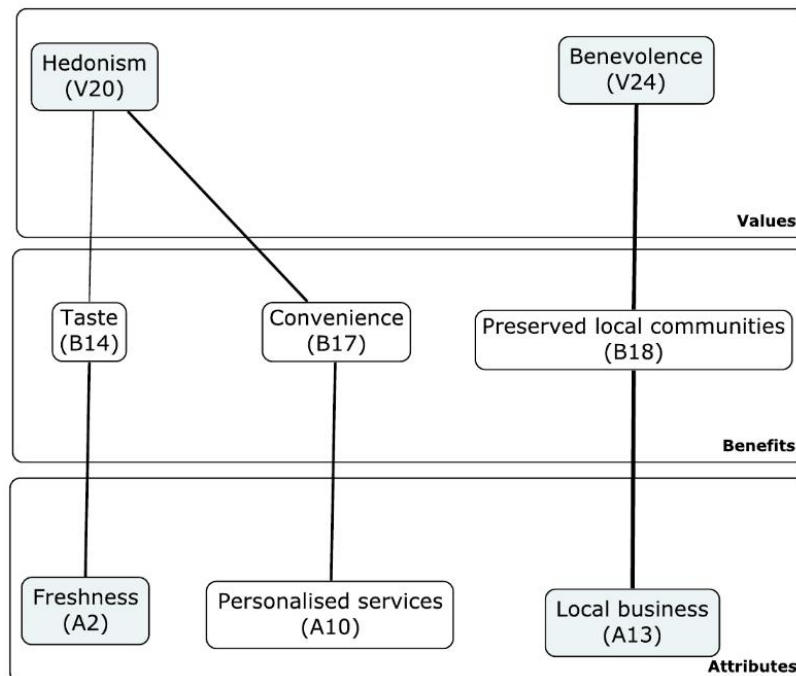 Hedonism
(V20)
Benevolence
(V24)
Values
Taste
(B14)
Convenience
(B17)
Preserved local communities
(B18)
Benefits
Freshness
(A2)
Personalised services
(A10)
Local business
(A13)
Attributes